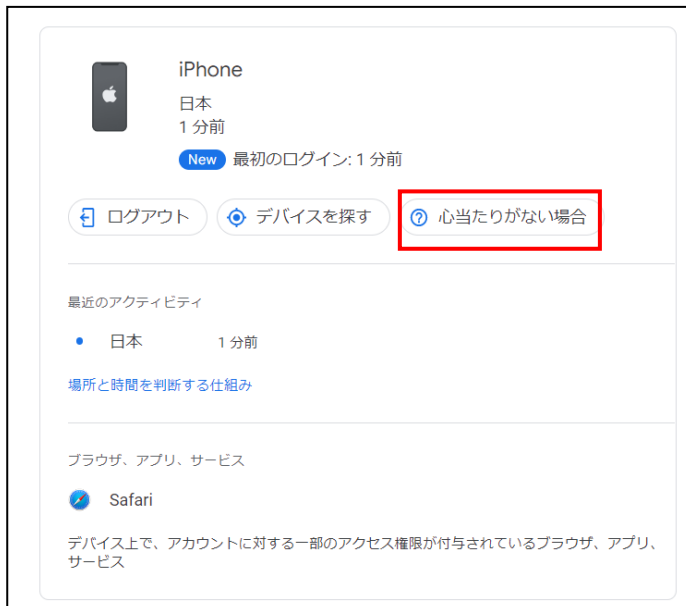 iPhone
日本
1 分前
New 最初のログイン: 1 分前
ログアウト デバイスを探す 心当たりがない場合
最近のアクティビティ
日本 1 分前
場所と時間を判断する仕組み
ブラウザ、アプリ、サービス
Safari
デバイス上で、アカウントに対する一部のアクセス権限が付与されているブラウザ、アプリ、
サービス